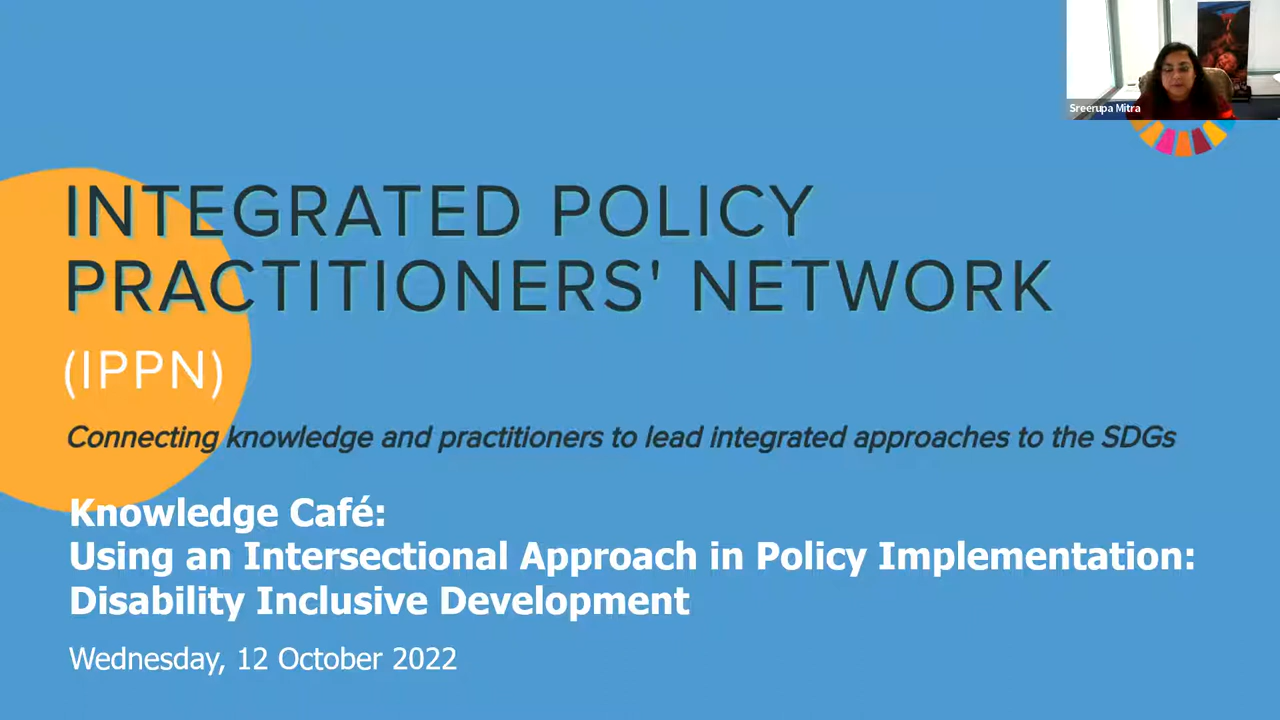 Sreerupa Mitra
INTEGRATED POLICY
PRACTITIONERS' NETWORK
(IPPN)
Connecting knowledge and practitioners to lead integrated approaches to the SDGs
Knowledge Café:
Using an Intersectional Approach in Policy Implementation:
Disability Inclusive Development
Wednesday, 12 October 2022